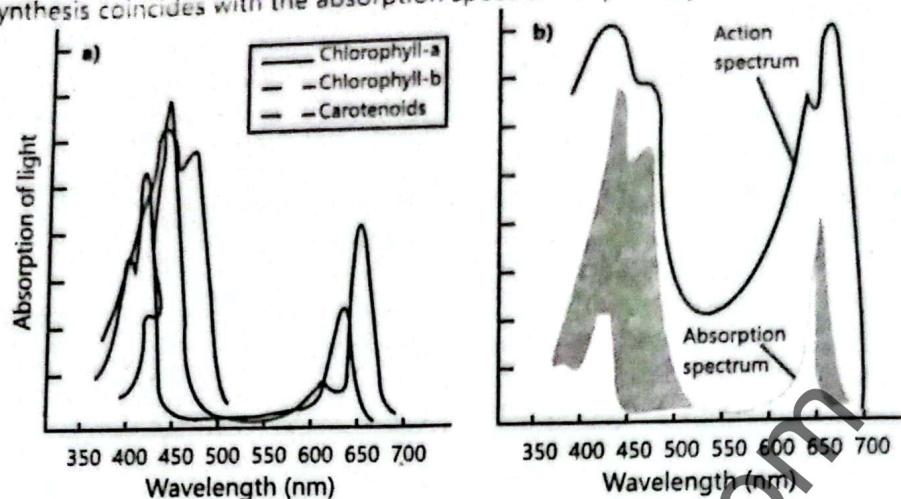 ynthesis coincides with the absorption
a)
Chlorophyll-a
Chlorophyll-b
Carotenoids
Absorption of light
350 400 450 500 550 600 650 700
Wavelength (nm)
b)
Action
spectrum
Absorption
spectrum
350 400 450 500 550 600 650 700
Wavelength (nm)
om